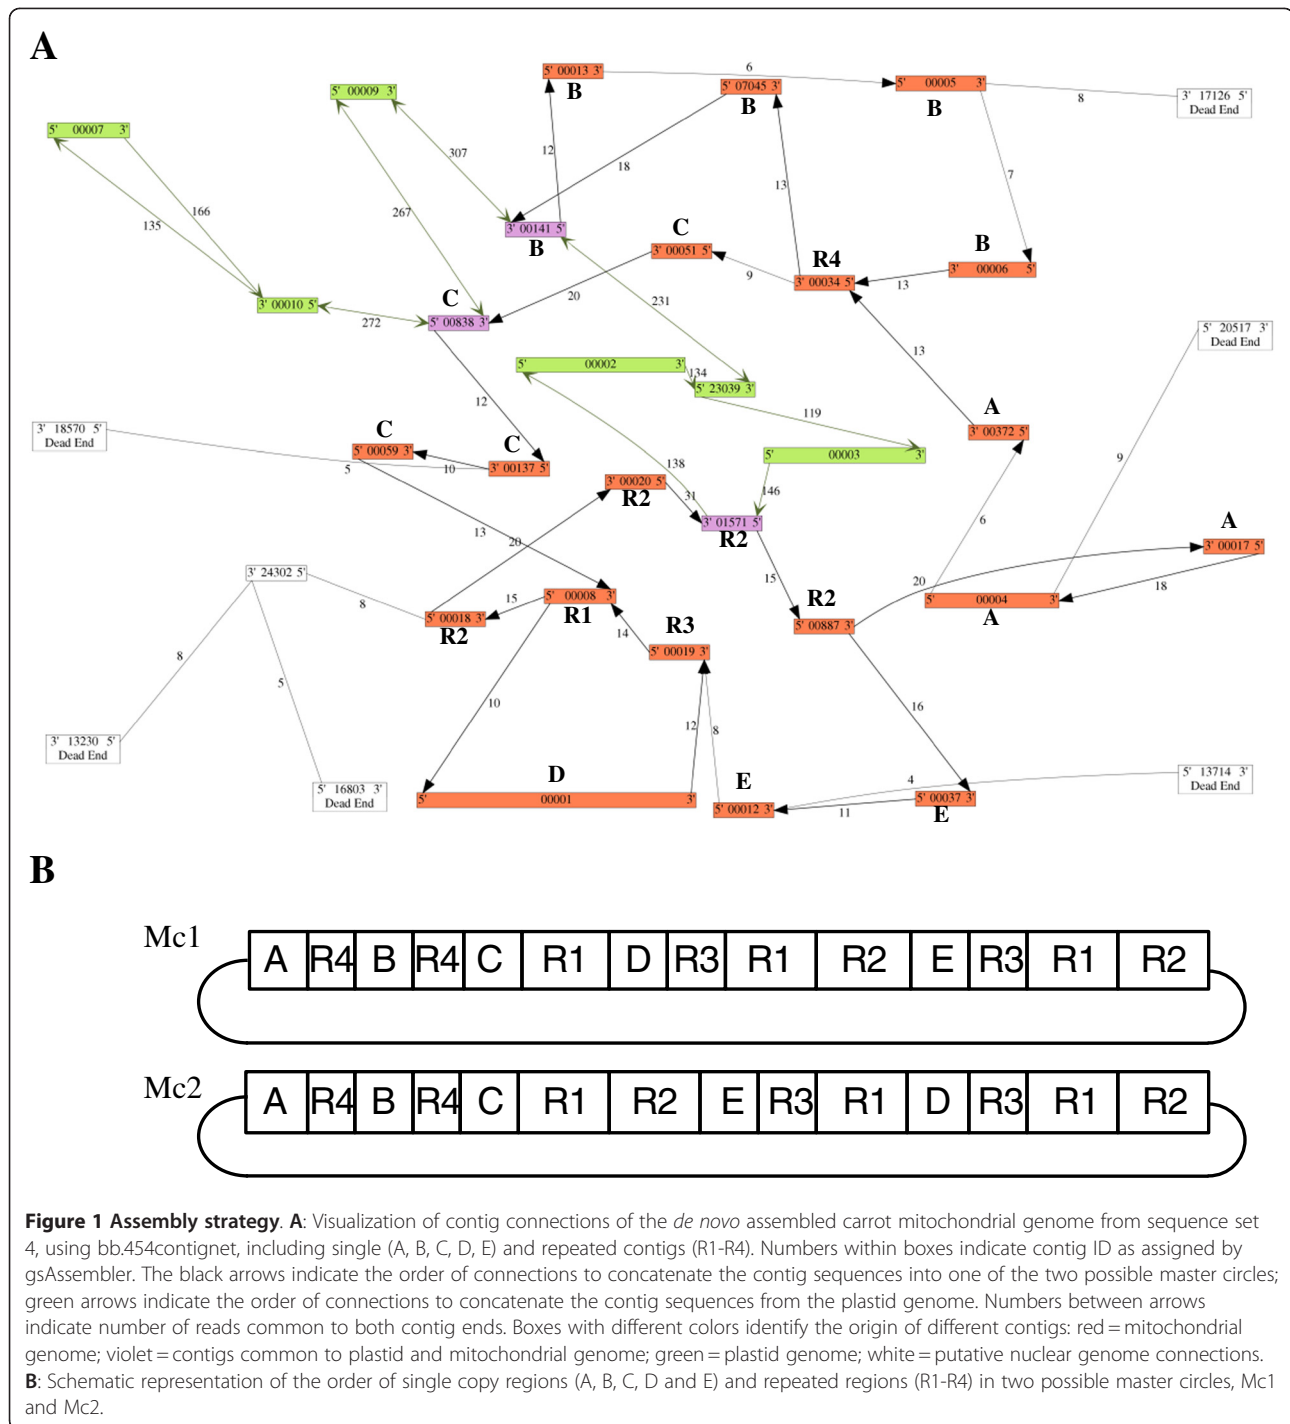 A
5' 00013 3'
B
6
5' 07045 3'
B
5' 00005 3'
B
8
3' 17126 5'
Dead End
5' 00009 3'
5' 00007 3'
307
12
18
13
7
166
135
267
3' 00141 5'
B
C
3' 00051 5'
R4
3' 00034 5'
B
3' 00006 5'
9
13
3' 00010 5'
272
C
5' 00838 3'
20
231
13
5' 20517 3'
Dead End
5' 00002 3'
134
5' 23039 3'
12
119
3' 18570 5'
Dead End
C
5' 00059 3'
C
3' 00137 5'
5
10
A
3' 00372 5'
5' 00003 3'
9
138
146
3' 00020 5'
R2
31
3' 01571 5'
R2
6
A
3' 00017 5'
13
20
15
20
18
3' 24302 5'
8
5' 00018 3'
R2
15
5' 00008 3'
R1
R2
5' 00887 3'
5' 00004 3'
A
14
R3
5' 00019 3'
8
5
10
12
8
16
3' 13230 5'
Dead End
5' 16803 3'
Dead End
D
5' 00001 3'
E
5' 00012 3'
4
11
5' 00037 3'
E
5' 13714 3'
Dead End
B
Mc1
A R4 B R4 C R1 D R3 R1 R2 E R3 R1 R2
Mc2
A R4 B R4 C R1 R2 E R3 R1 D R3 R1 R2
Figure 1 Assembly strategy. A: Visualization of contig connections of the de novo assembled carrot mitochondrial genome from sequence set
4, using bb.454contignet, including single (A, B, C, D, E) and repeated contigs (R1-R4). Numbers within boxes indicate contig ID as assigned by
gsAssembler. The black arrows indicate the order of connections to concatenate the contig sequences into one of the two possible master circles;
green arrows indicate the order of connections to concatenate the contig sequences from the plastid genome. Numbers between arrows
indicate number of reads common to both contig ends. Boxes with different colors identify the origin of different contigs: red = mitochondrial
genome; violet = contigs common to plastid and mitochondrial genome; green = plastid genome; white = putative nuclear genome connections.
B: Schematic representation of the order of single copy regions (A, B, C, D and E) and repeated regions (R1-R4) in two possible master circles, Mc1
and Mc2.